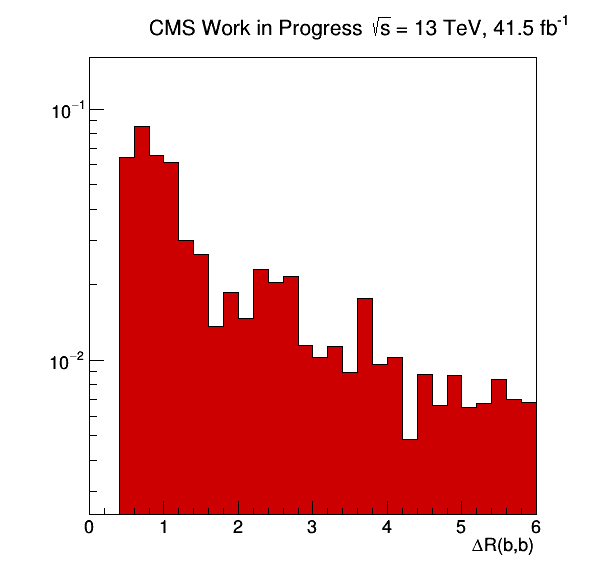 CMS Work in Progress √s = 13 TeV, 41.5 fb⁻¹
10⁻¹
10⁻²
0 1 2 3 4 5 6
ΔR(b,b)